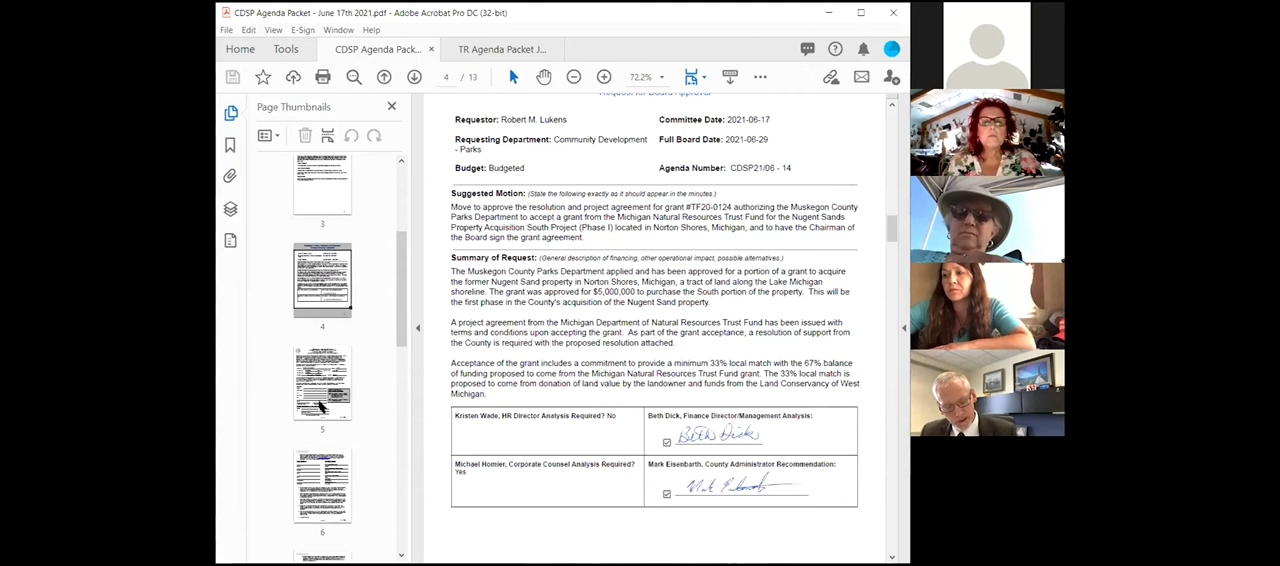 CDSP Agenda Packet - June 17th 2021.pdf - Adobe Acrobat Pro DC (32-bit)
File Edit View E-Sign Window Help
Home Tools CDSP Agenda Pack... × TR Agenda Packet J...
4 / 13 72.2%
Page Thumbnails
3
4
5
6
Request for Board Approval
Requestor: Robert M. Lukens Committee Date: 2021-06-17
Requesting Department: Community Development - Parks Full Board Date: 2021-06-29
Budget: Budgeted Agenda Number: CDSP21/06 - 14
Suggested Motion: (State the following exactly as it should appear in the minutes.)
Move to approve the resolution and project agreement for grant #TF20-0124 authorizing the Muskegon County
Parks Department to accept a grant from the Michigan Natural Resources Trust Fund for the Nugent Sands
Property Acquisition South Project (Phase I) located in Norton Shores, Michigan, and to have the Chairman of
the Board sign the grant agreement.
Summary of Request: (General description of financing, other operational impact, possible alternatives.)
The Muskegon County Parks Department applied and has been approved for a portion of a grant to acquire
the former Nugent Sand property in Norton Shores, Michigan, a tract of land along the Lake Michigan
shoreline. The grant was approved for $5,000,000 to purchase the South portion of the property. This will be
the first phase in the County's acquisition of the Nugent Sand property.
A project agreement from the Michigan Department of Natural Resources Trust Fund has been issued with
terms and conditions upon accepting the grant. As part of the grant acceptance, a resolution of support from
the County is required with the proposed resolution attached.
Acceptance of the grant includes a commitment to provide a minimum 33% local match with the 67% balance
of funding proposed to come from the Michigan Natural Resources Trust Fund grant. The 33% local match is
proposed to come from donation of land value by the landowner and funds from the Land Conservancy of West
Michigan.
Kristen Wade, HR Director Analysis Required? No
Beth Dick, Finance Director/Management Analysis:
Beth Dick
Michael Homier, Corporate Counsel Analysis Required?
Yes
Mark Eisenbarth, County Administrator Recommendation: